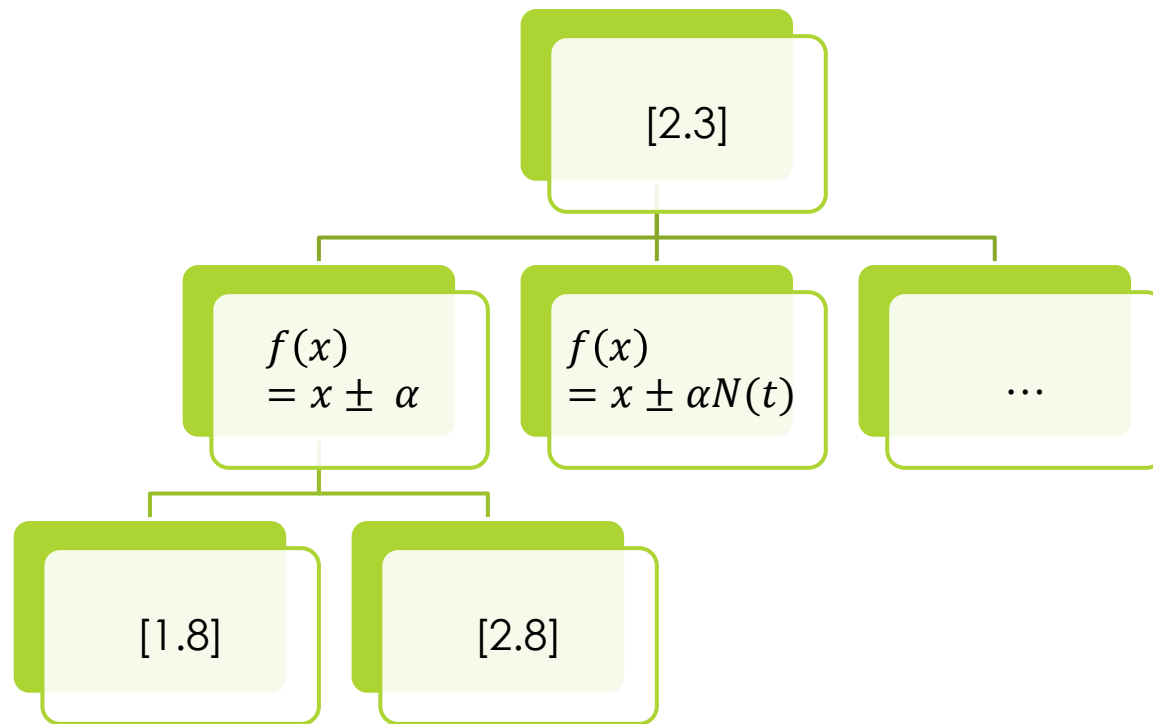 [2.3]
𝑓(𝑥)
= 𝑥 ± 𝛼
𝑓(𝑥)
= 𝑥 ± 𝛼𝑁(𝑡)
…
[1.8]
[2.8]